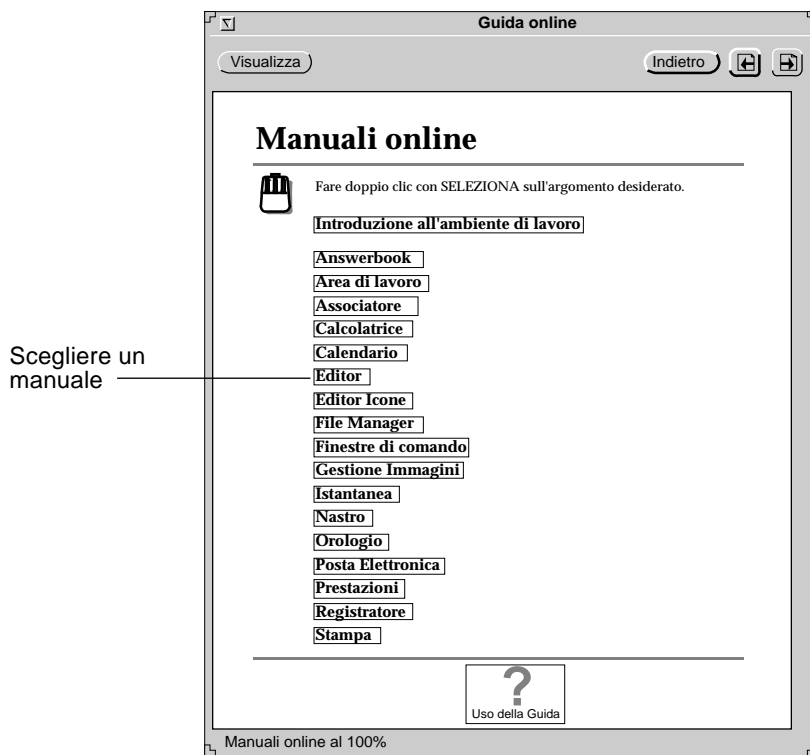 Guida online
Visualizza
Indietro
Manuali online
Fare doppio clic con SELEZIONA sull'argomento desiderato.
Introduzione all'ambiente di lavoro
Answerbook
Area di lavoro
Associatore
Calcolatrice
Calendario
Scegliere un
manuale
Editor
Editor Icone
File Manager
Finestre di comando
Gestione Immagini
Istantanea
Nastro
Orologio
Posta Elettronica
Prestazioni
Registratore
Stampa
?
Uso della Guida
Manuali online al 100%